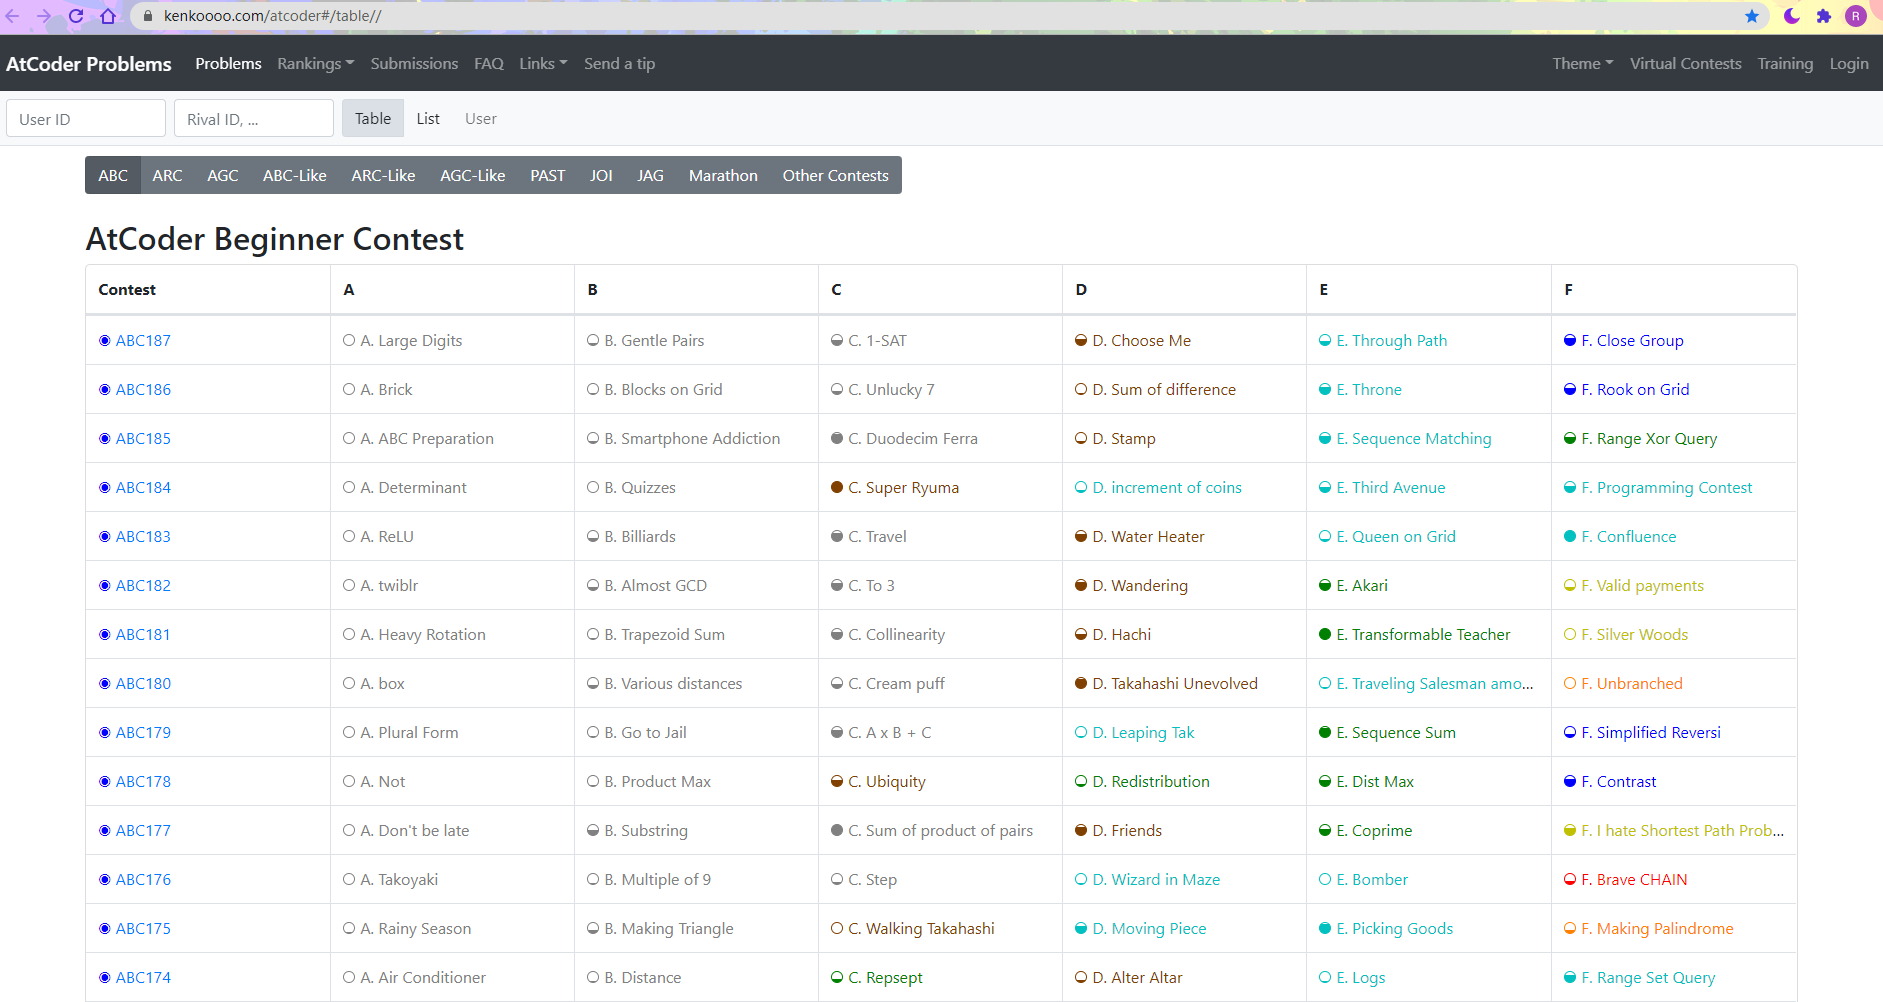 kenkoooo.com/atcoder#/table//
R
AtCoder Problems Problems Rankings Submissions FAQ Links Send a tip Theme Virtual Contests Training Login
User ID Rival ID, ... Table List User
ABC ARC AGC ABC-Like ARC-Like AGC-Like PAST JOI JAG Marathon Other Contests
AtCoder Beginner Contest
Contest A B C D E F
ABC187 A. Large Digits B. Gentle Pairs C. 1-SAT D. Choose Me E. Through Path F. Close Group
ABC186 A. Brick B. Blocks on Grid C. Unlucky 7 D. Sum of difference E. Throne F. Rook on Grid
ABC185 A. ABC Preparation B. Smartphone Addiction C. Duodecim Ferra D. Stamp E. Sequence Matching F. Range Xor Query
ABC184 A. Determinant B. Quizzes C. Super Ryuma D. increment of coins E. Third Avenue F. Programming Contest
ABC183 A. ReLU B. Billiards C. Travel D. Water Heater E. Queen on Grid F. Confluence
ABC182 A. twiblr B. Almost GCD C. To 3 D. Wandering E. Akari F. Valid payments
ABC181 A. Heavy Rotation B. Trapezoid Sum C. Collinearity D. Hachi E. Transformable Teacher F. Silver Woods
ABC180 A. box B. Various distances C. Cream puff D. Takahashi Unevolved E. Traveling Salesman amo... F. Unbranched
ABC179 A. Plural Form B. Go to Jail C. A x B + C D. Leaping Tak E. Sequence Sum F. Simplified Reversi
ABC178 A. Not B. Product Max C. Ubiquity D. Redistribution E. Dist Max F. Contrast
ABC177 A. Don't be late B. Substring C. Sum of product of pairs D. Friends E. Coprime F. I hate Shortest Path Prob...
ABC176 A. Takoyaki B. Multiple of 9 C. Step D. Wizard in Maze E. Bomber F. Brave CHAIN
ABC175 A. Rainy Season B. Making Triangle C. Walking Takahashi D. Moving Piece E. Picking Goods F. Making Palindrome
ABC174 A. Air Conditioner B. Distance C. Repsept D. Alter Altar E. Logs F. Range Set Query